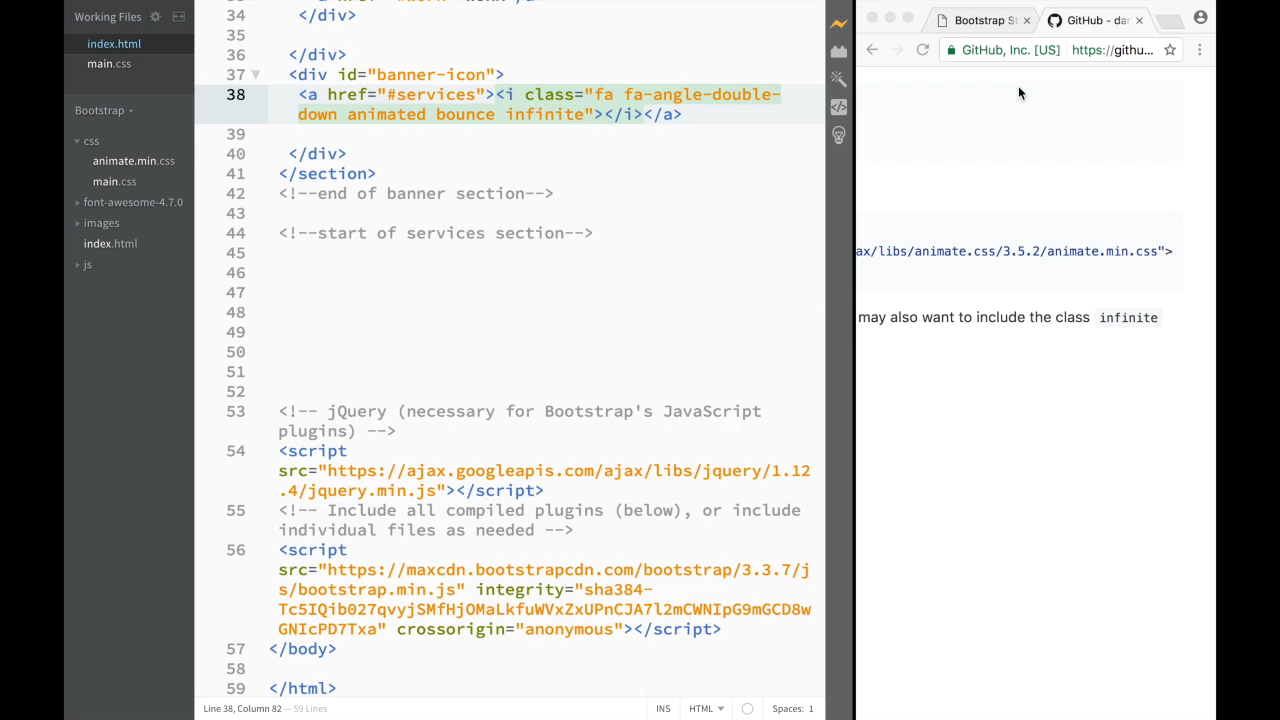 Working Files
index.html
main.css
Bootstrap
css
animate.min.css
main.css
font-awesome-4.7.0
images
index.html
js
34 </div>
35
36 </div>
37 <div id="banner-icon">
38 <a href="#services"><i class="fa fa-angle-double-
down animated bounce infinite"></i></a>
39
40 </div>
41 </section>
42 <!--end of banner section-->
43
44 <!--start of services section-->
45
46
47
48
49
50
51
52
53 <!-- jQuery (necessary for Bootstrap's JavaScript
plugins) -->
54 <script
src="https://ajax.googleapis.com/ajax/libs/jquery/1.12
.4/jquery.min.js"></script>
55 <!-- Include all compiled plugins (below), or include
individual files as needed -->
56 <script
src="https://maxcdn.bootstrapcdn.com/bootstrap/3.3.7/j
s/bootstrap.min.js" integrity="sha384-
Tc5IQib027qvyjSMfHjOMaLkfuWVxZxUPnCJA7l2mCWNIpG9mGCD8w
GNIcPD7Txa" crossorigin="anonymous"></script>
57 </body>
58
59 </html>
Line 38, Column 82 — 59 Lines
INS
HTML
Spaces: 1
Bootstrap St
GitHub - dan
GitHub, Inc. [US]
https://githu...
ax/libs/animate.css/3.5.2/animate.min.css">
may also want to include the class infinite